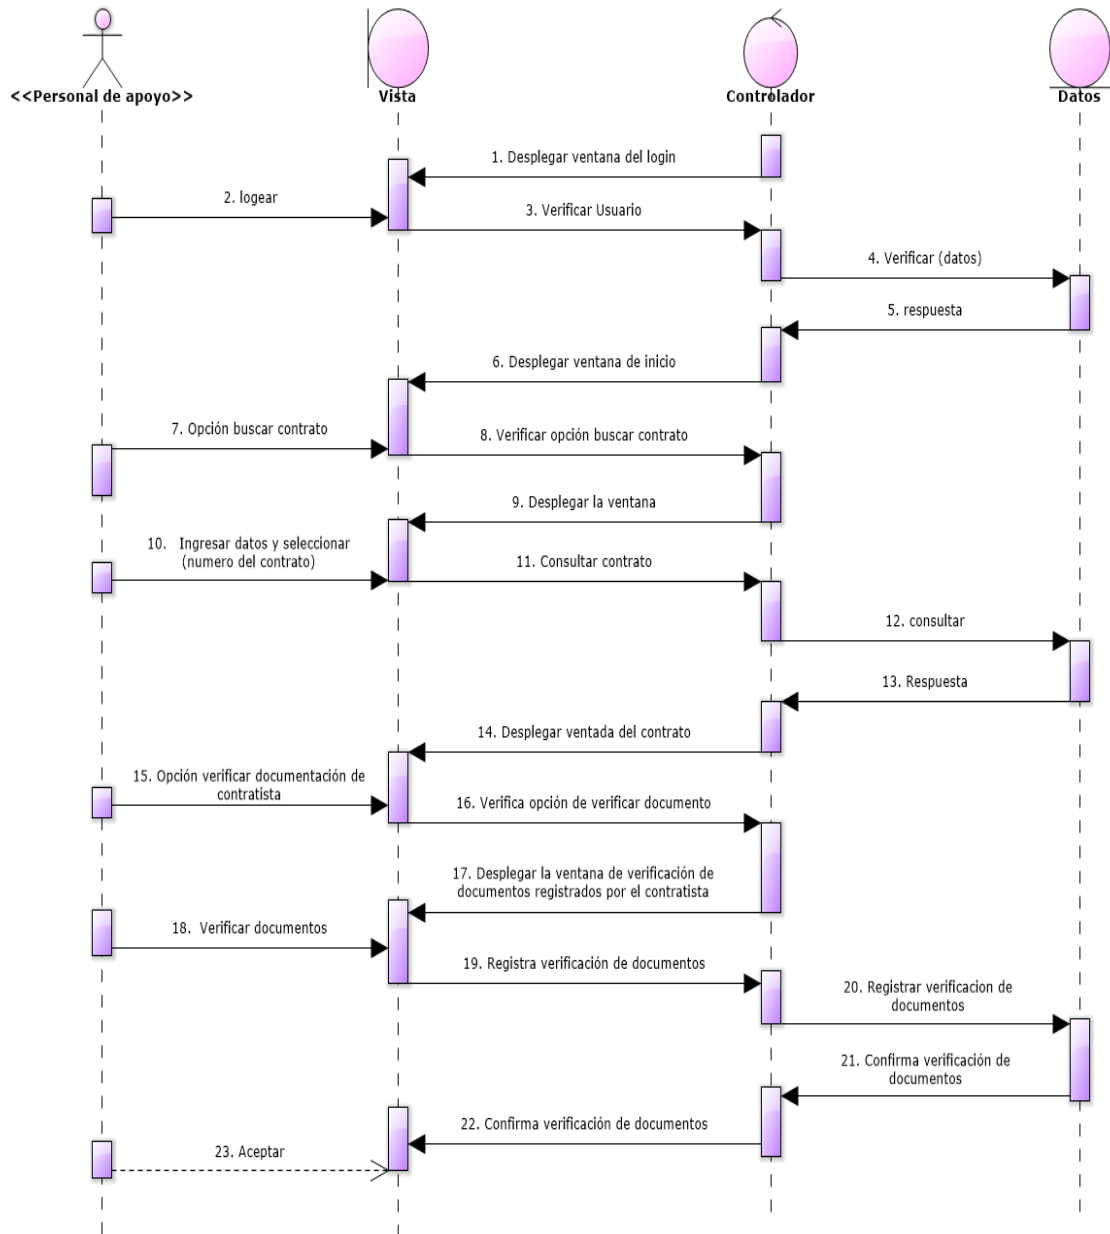 <<Personal de apoyo>>
Vista
Controlador
Datos
1. Desplegar ventana del login
2. logear
3. Verificar Usuario
4. Verificar (datos)
5. respuesta
6. Desplegar ventana de inicio
7. Opción buscar contrato
8. Verificar opción buscar contrato
9. Desplegar la ventana
10. Ingresar datos y seleccionar
(numero del contrato)
11. Consultar contrato
12. consultar
13. Respuesta
14. Desplegar ventada del contrato
15. Opción verificar documentación de
contratista
16. Verifica opción de verificar documento
17. Desplegar la ventana de verificación de
documentos registrados por el contratista
18. Verificar documentos
19. Registra verificación de documentos
20. Registrar verificacion de
documentos
21. Confirma verificación de
documentos
22. Confirma verificación de documentos
23. Aceptar